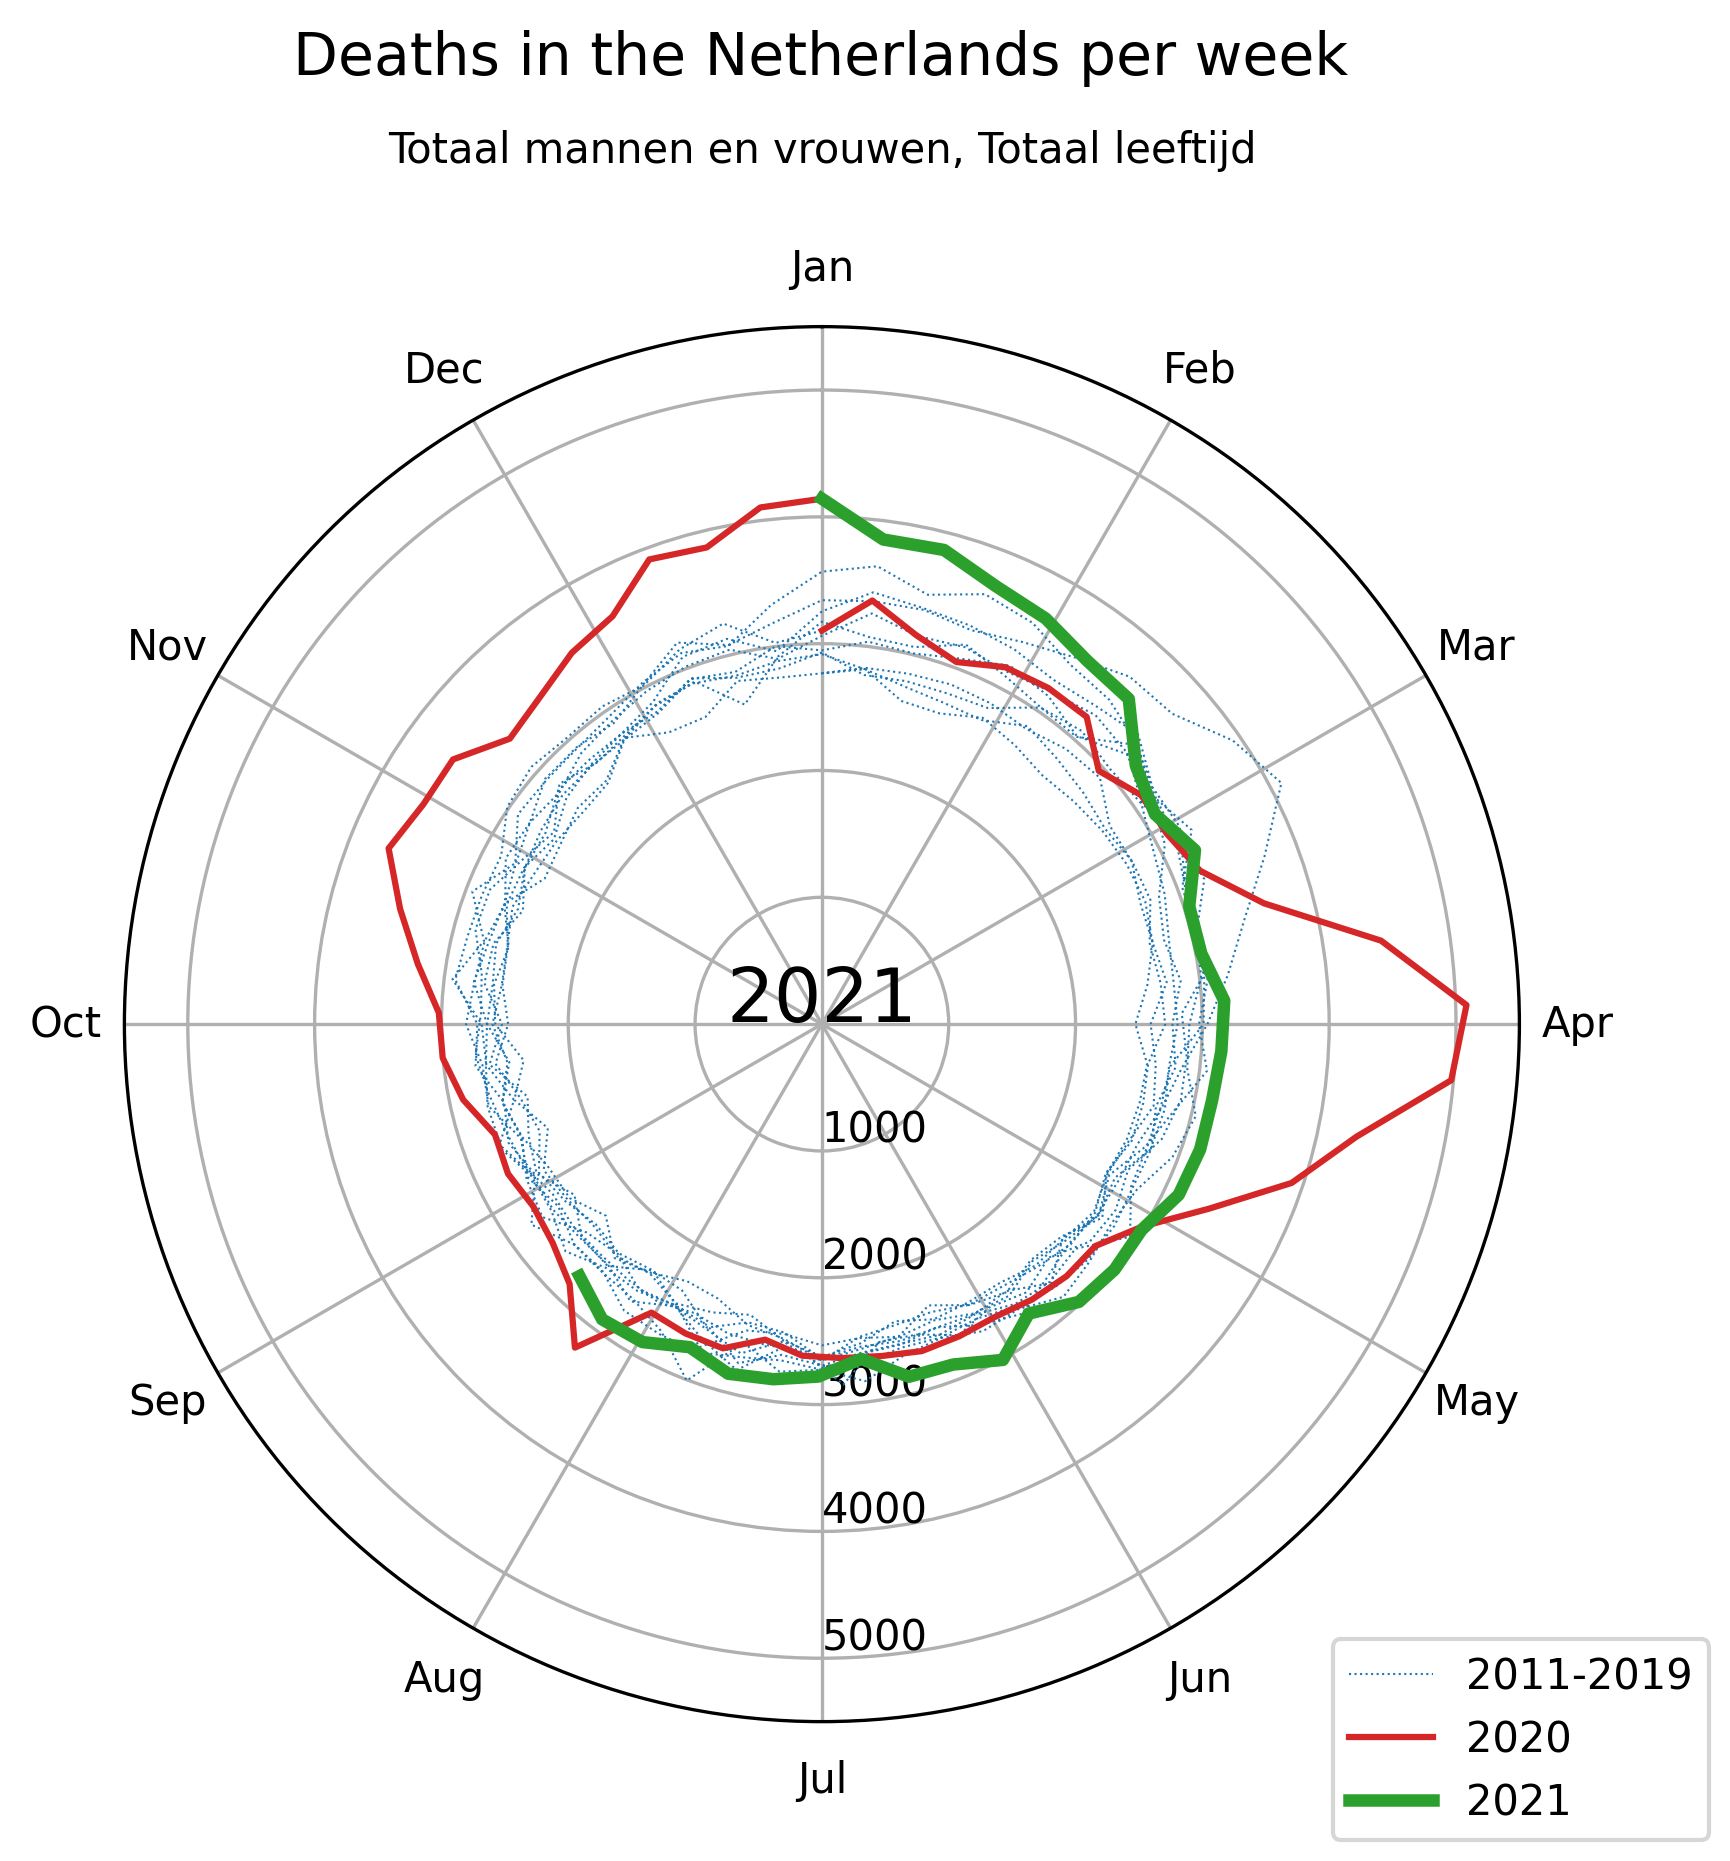 Deaths in the Netherlands per week
Totaal mannen en vrouwen, Totaal leeftijd
Jan
Dec
Feb
Nov
Mar
2021
Oct
Apr
1000
2000
3000
Sep
May
4000
5000
Aug
Jun
Jul
2011-2019
2020
2021